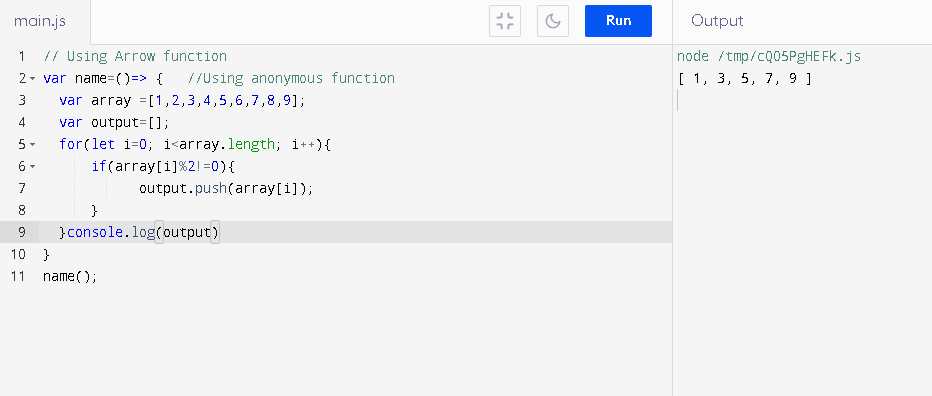 main.js
Run
Output
1 // Using Arrow function
2 var name=()=> {   //Using anonymous function
3   var array =[1,2,3,4,5,6,7,8,9];
4   var output=[];
5   for(let i=0; i<array.length; i++){
6       if(array[i]%2!=0){
7             output.push(array[i]);
8       }
9   }console.log(output)
10 }
11 name();
node /tmp/cQO5PgHEFk.js
[ 1, 3, 5, 7, 9 ]